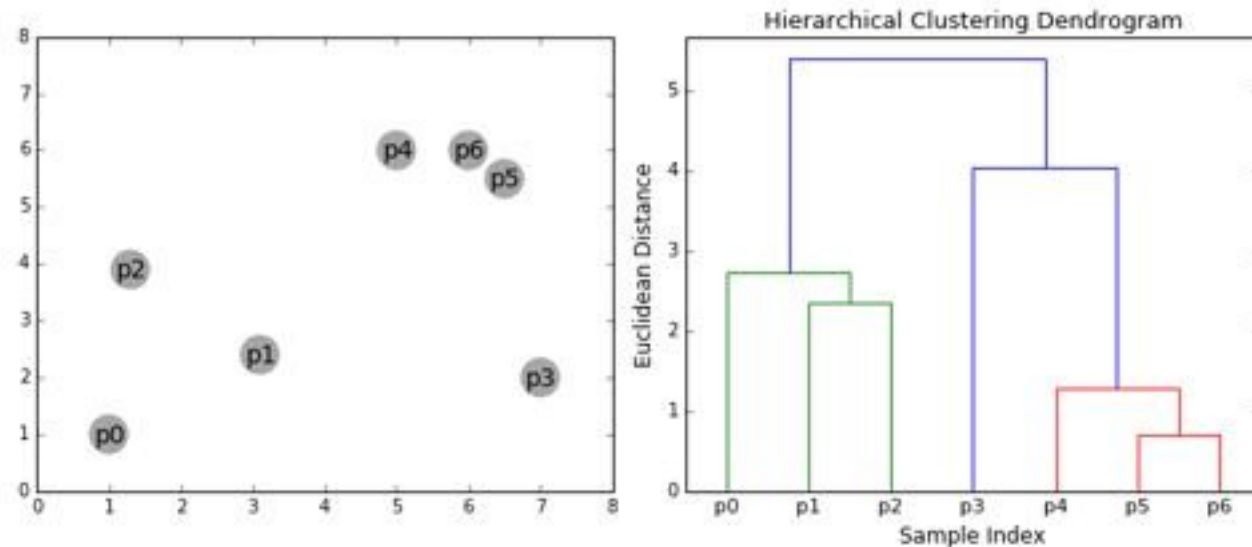 8
7
6
5
4
3
2
1
0
0 1 2 3 4 5 6 7 8
p4 p6
p5
p2
p1
p3
p0
Hierarchical Clustering Dendrogram
Euclidean Distance
5
4
3
2
1
0
p0 p1 p2 p3 p4 p5 p6
Sample Index